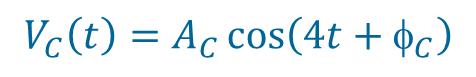 V_C(t) = A_C cos(4t + ϕ_C)